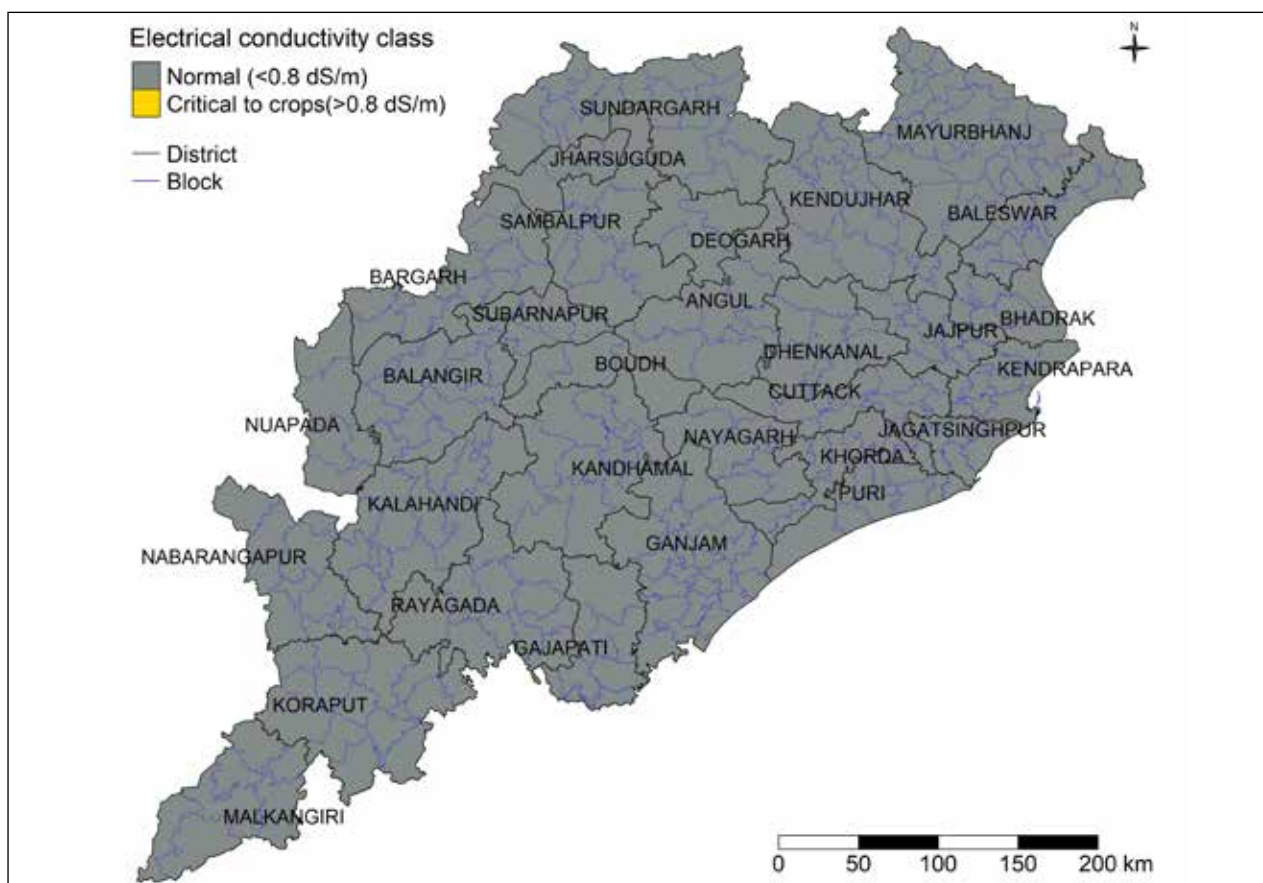 Electrical conductivity class
N
Normal (<0.8 dS/m)
Critical to crops(>0.8 dS/m)
District
Block
SUNDARGARH
MAYURBHANJ
JHARSUGUDA
KENDUJHAR
SAMBALPUR
BALESWAR
DEOGARH
BARGARH
ANGUL
SUBARNAPUR
BHADRAK
JAJPUR
DHENKANAL
BOUDH
KENDRAPARA
BALANGIR
CUTTACK
NUAPADA
JAGATSINGHPUR
NAYAGARH
KHORDA
KANDHAMAL
PURI
KALAHANDI
GANJAM
NABARANGAPUR
RAYAGADA
GAJAPATI
KORAPUT
MALKANGIRI
0 50 100 150 200 km